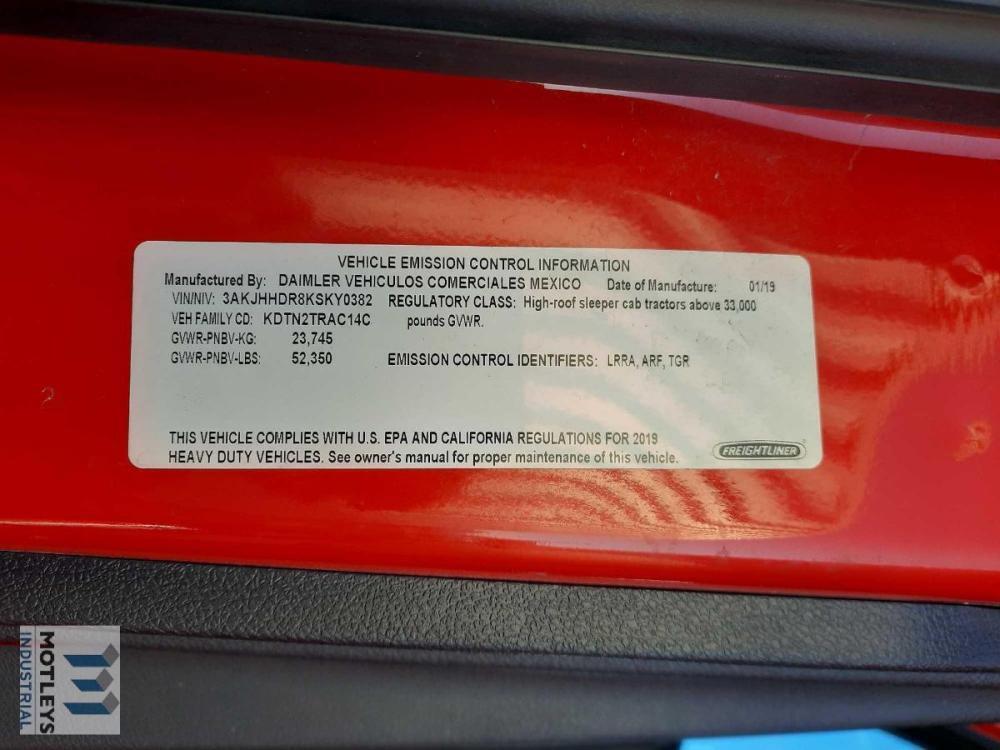 VEHICLE EMISSION CONTROL INFORMATION
Manufactured By: DAIMLER VEHICULOS COMERCIALES MEXICO Date of Manufacture: 01/19
VIN/NIV: 3AKJHHDR8KSKY0382 REGULATORY CLASS: High-roof sleeper cab tractors above 33,000
VEH FAMILY CD: KDTN2TRAC14C pounds GVWR.
GVWR-PNBV-KG: 23,745
GVWR-PNBV-LBS: 52,350 EMISSION CONTROL IDENTIFIERS: LRRA, ARF, TGR
THIS VEHICLE COMPLIES WITH U.S. EPA AND CALIFORNIA REGULATIONS FOR 2019
HEAVY DUTY VEHICLES. See owner's manual for proper maintenance of this vehicle. FREIGHTLINER
MOTLEYS
INDUSTRIAL